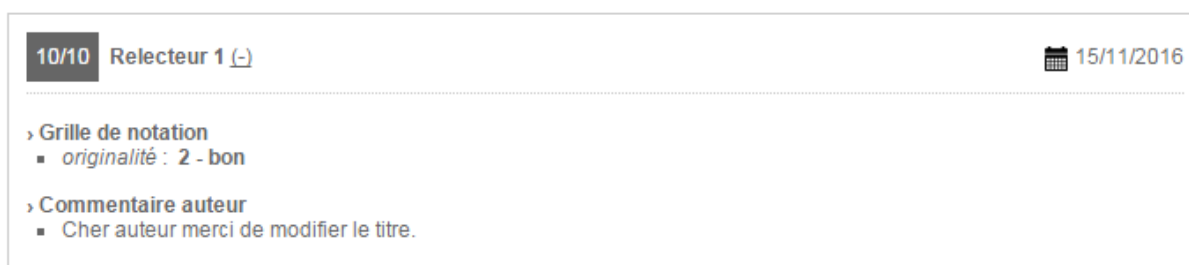 10/10 Relecteur 1 (-) 15/11/2016
› Grille de notation
▪ originalité : 2 - bon
› Commentaire auteur
▪ Cher auteur merci de modifier le titre.